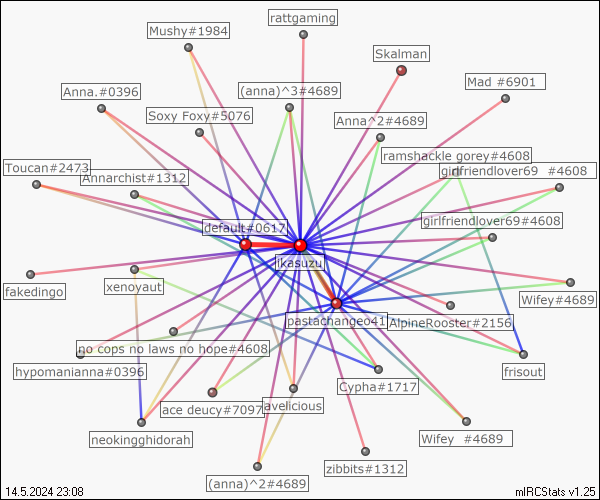 rattgaming
Mushy#1984
Skalman
Mad #6901
Anna.#0396
(anna)^3#4689
Soxy Foxy#5076
Anna^2#4689
ramshackle gorey#4608
Toucan#2473
Annarchist#1312
girlfriendlover69 #4608
girlfriendlover69#4608
default#0617
ikasuzu
fakedingo
xenoyaut
Wifey#4689
pastachange041
AlpineRooster#2156
no cops no laws no hope#4608
hypomanianna#0396
frisout
Cypha#1717
ace deucy#7097
avelicious
neokingghidorah
Wifey #4689
zibbits#1312
(anna)^2#4689
14.5.2024 23:08
mIRCStats v1.25